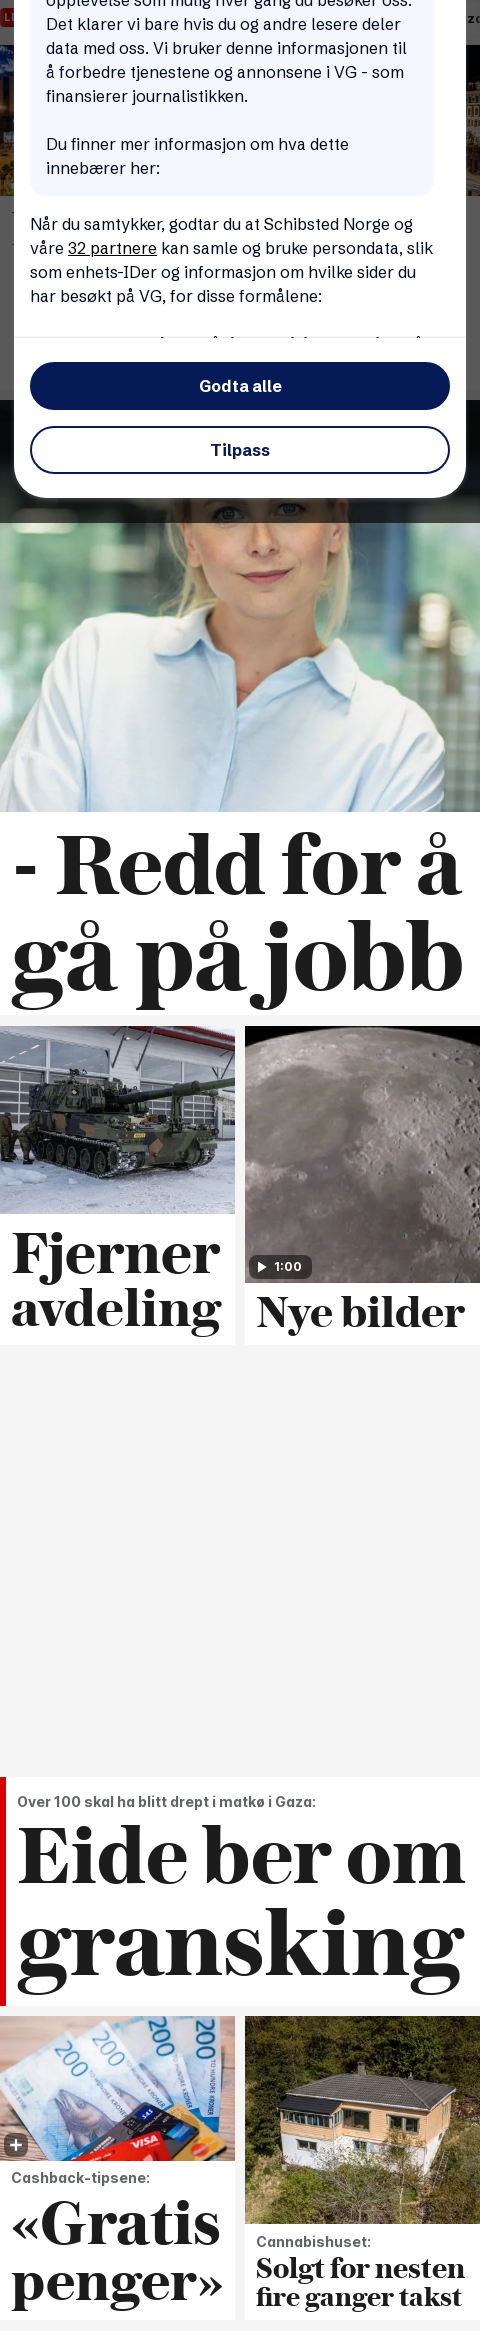 opplevelse som mulig hver gang du besøker oss.
Det klarer vi bare hvis du og andre lesere deler
data med oss. Vi bruker denne informasjonen til
å forbedre tjenestene og annonsene i VG - som
finansierer journalistikken.
Du finner mer informasjon om hva dette
innebærer her:
Når du samtykker, godtar du at Schibsted Norge og
våre 32 partnere kan samle og bruke persondata, slik
som enhets-IDer og informasjon om hvilke sider du
har besøkt på VG, for disse formålene:
Godta alle
Tilpass
- Redd for å
gå på jobb
1:00
Fjerner
avdeling
Nye bilder
Over 100 skal ha blitt drept i matkø i Gaza:
Eide ber om
gransking
200
200
200
200
VISA
Cashback-tipsene:
«Gratis
penger»
Cannabishuset:
Solgt for nesten
fire ganger takst